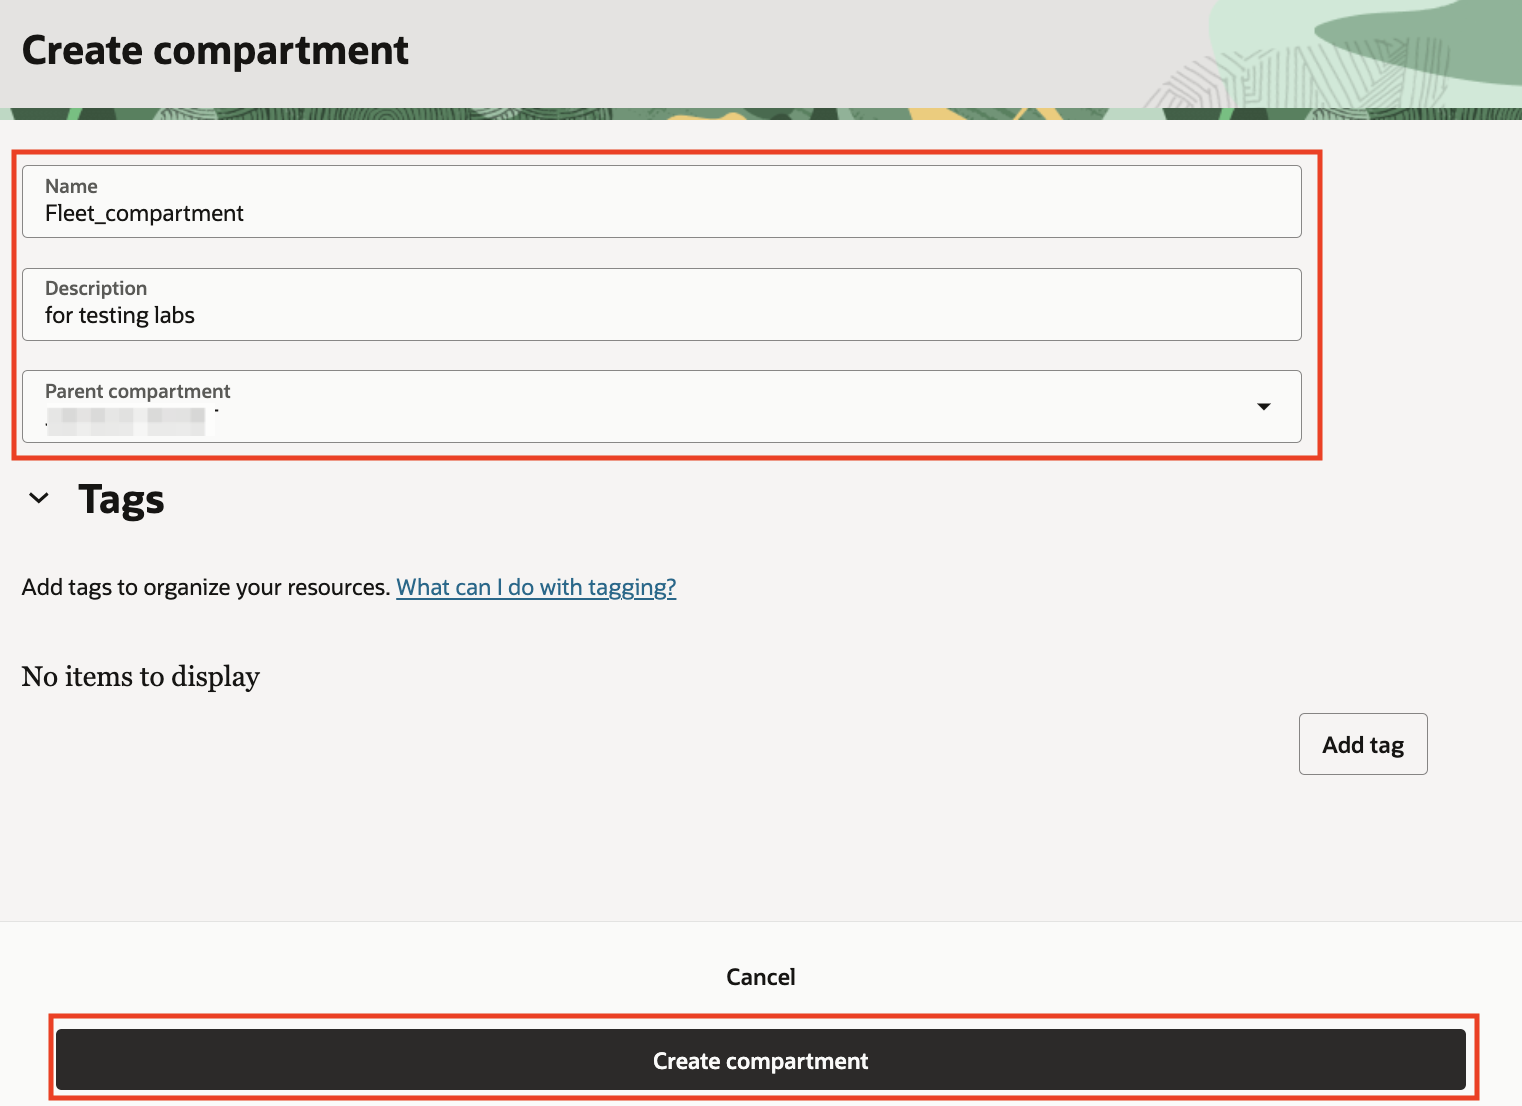 Create compartment
Name
Fleet_compartment
Description
for testing labs
Parent compartment
Tags
Add tags to organize your resources. What can I do with tagging?
No items to display
Add tag
Cancel
Create compartment